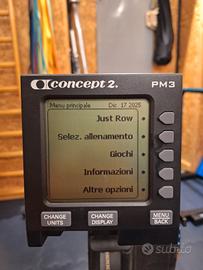 concept 2.
PM3
Menu principale Dic 17 2025
Just Row
Selez. allenamento
Giochi
Informazioni
Altre opzioni
CHANGE UNITS
CHANGE DISPLAY
MENU BACK
subito